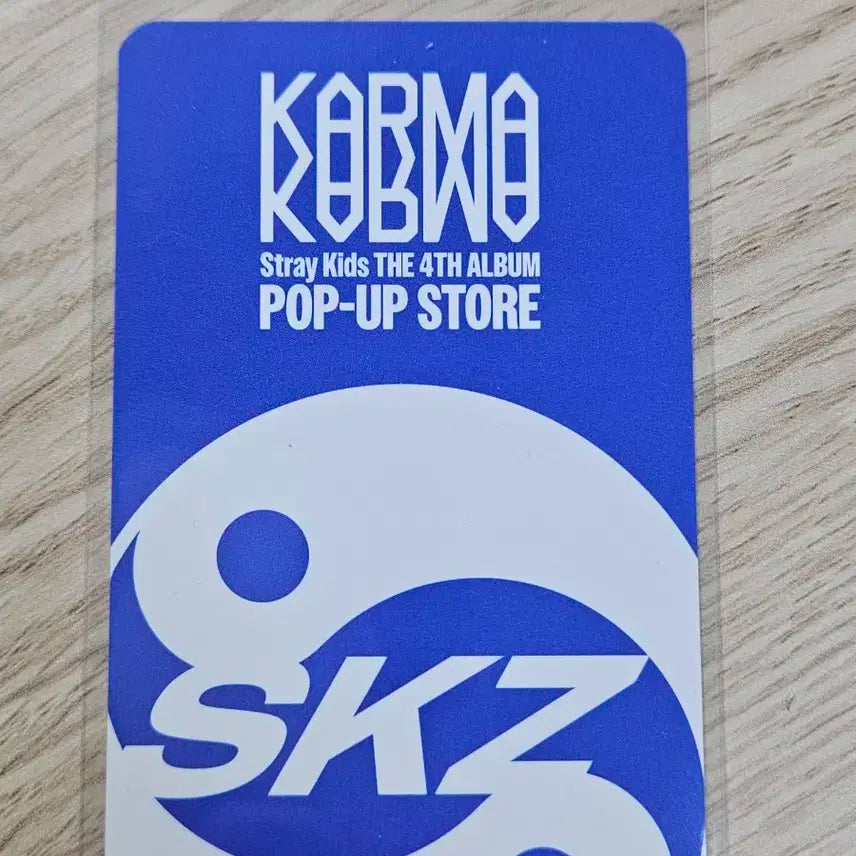 KARMA
Stray Kids THE 4TH ALBUM
POP-UP STORE
SKZ